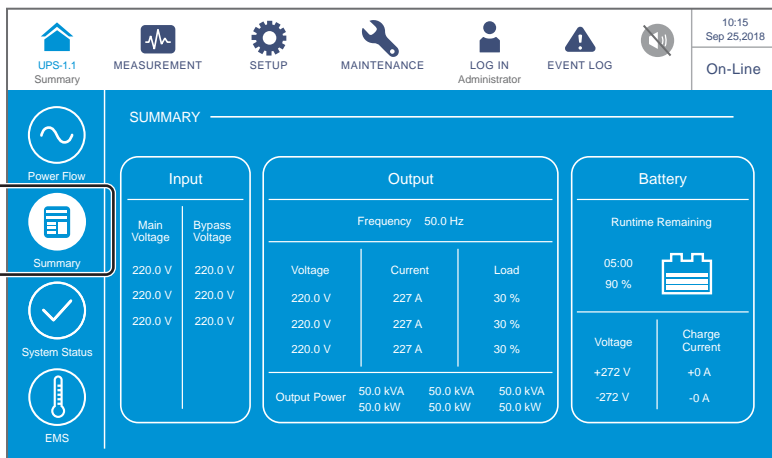 UPS-1.1
Summary
MEASUREMENT
SETUP
MAINTENANCE
LOG IN
Administrator
EVENT LOG
10:15
Sep 25,2018
On-Line
Power Flow
Summary
System Status
EMS
SUMMARY
Input
Main Voltage
Bypass Voltage
220.0 V 220.0 V
220.0 V 220.0 V
220.0 V 220.0 V
Output
Frequency 50.0 Hz
Voltage Current Load
220.0 V 227 A 30 %
220.0 V 227 A 30 %
220.0 V 227 A 30 %
Output Power 50.0 kVA 50.0 kVA 50.0 kVA
50.0 kW 50.0 kW 50.0 kW
Battery
Runtime Remaining
05:00
90 %
Voltage
Charge Current
+272 V +0 A
-272 V -0 A